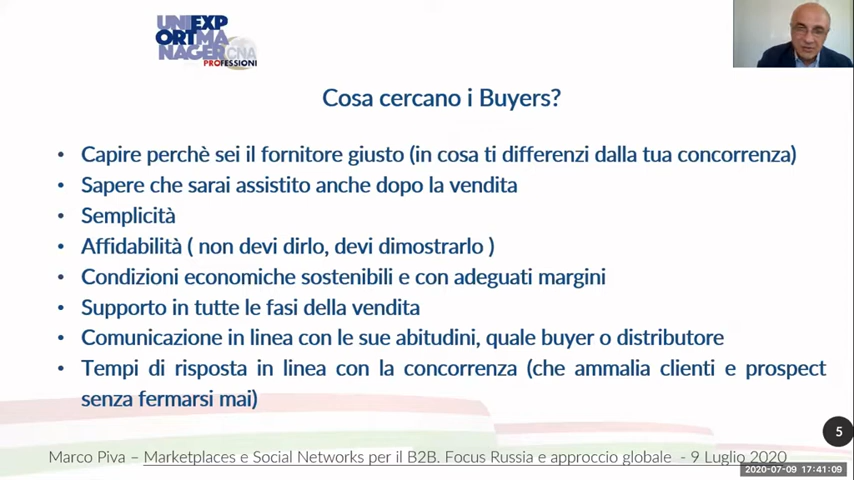 UNIEXP
ORTMA
NAGER CNA
PROFESSIONI
Cosa cercano i Buyers?
• Capire perchè sei il fornitore giusto (in cosa ti differenzi dalla tua concorrenza)
• Sapere che sarai assistito anche dopo la vendita
• Semplicità
• Affidabilità ( non devi dirlo, devi dimostrarlo )
• Condizioni economiche sostenibili e con adeguati margini
• Supporto in tutte le fasi della vendita
• Comunicazione in linea con le sue abitudini, quale buyer o distributore
• Tempi di risposta in linea con la concorrenza (che ammalia clienti e prospect
senza fermarsi mai)
5
Marco Piva – Marketplaces e Social Networks per il B2B. Focus Russia e approccio globale - 9 Luglio 2020
2020-07-09 17:41:09